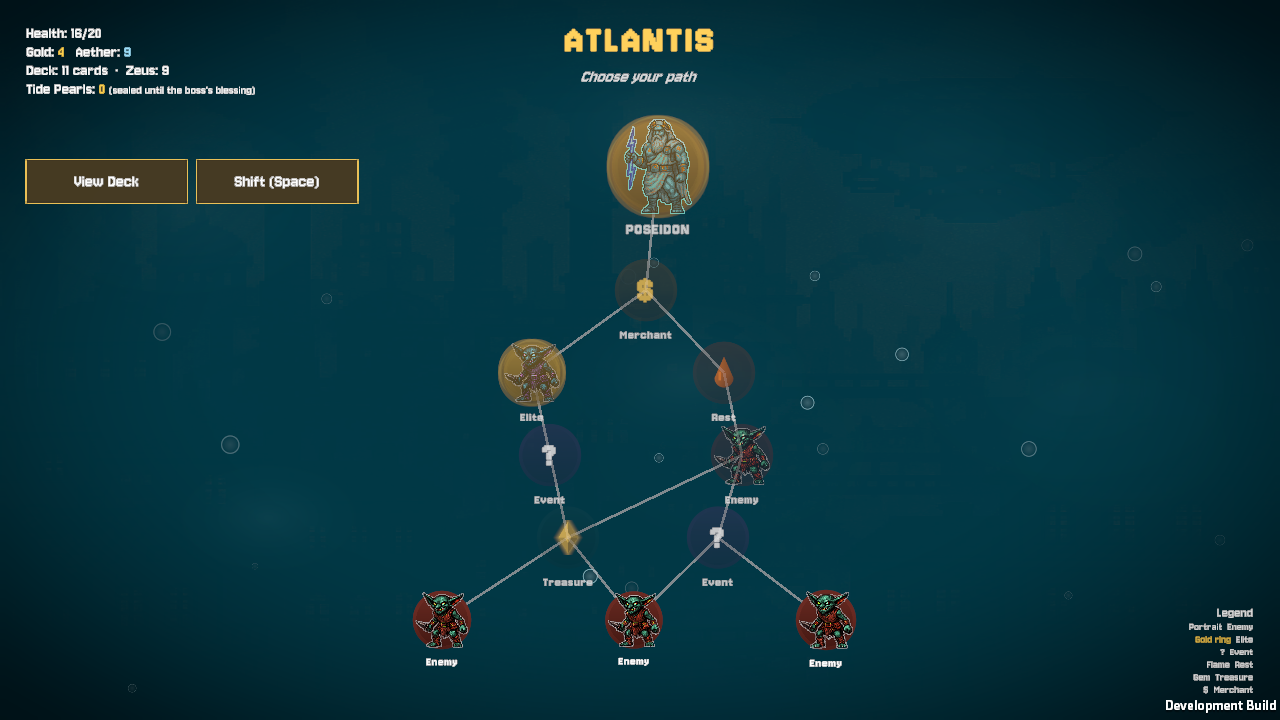 Health: 16/20
Gold: 4 Aether: 9
Deck: 11 cards · Zeus: 9
Tide Pearls: 0 (sealed until the boss's blessing)
ATLANTIS
Choose your path
View Deck
Shift (Space)
POSEIDON
$
Merchant
Elite
Rest
?
Event
Enemy
?
Treasure
Event
Enemy
Enemy
Enemy
Legend
Portrait Enemy
Gold ring Elite
? Event
Flame Rest
Gem Treasure
$ Merchant
Development Build